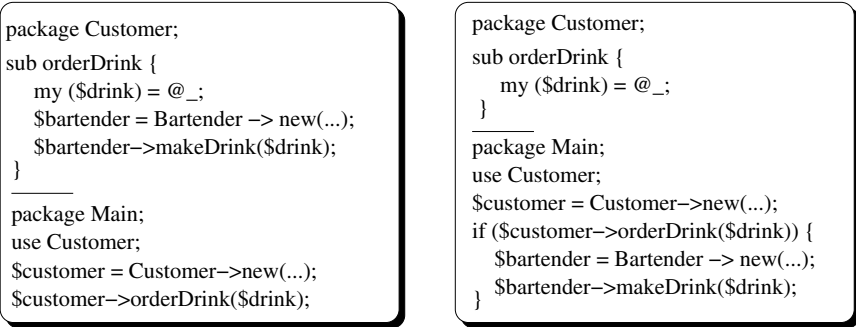 package Customer;
sub orderDrink {
my ($drink) = @_;
$bartender = Bartender −> new(...);
$bartender−>makeDrink($drink);
}
package Main;
use Customer;
$customer = Customer−>new(...);
$customer−>orderDrink($drink);
package Customer;
sub orderDrink {
my ($drink) = @_;
}
package Main;
use Customer;
$customer = Customer−>new(...);
if ($customer−>orderDrink($drink)) {
$bartender = Bartender −> new(...);
$bartender−>makeDrink($drink);
}